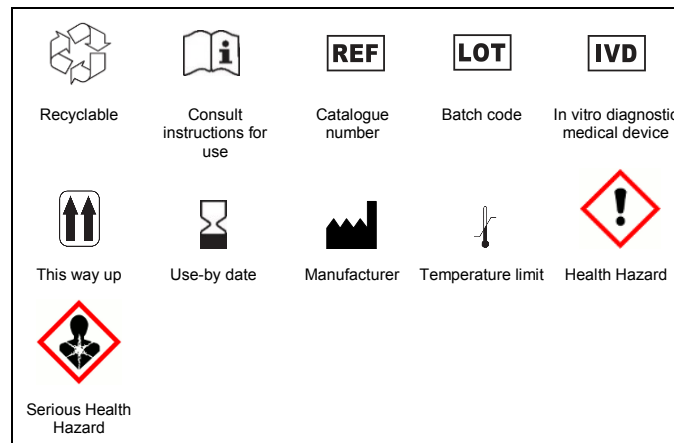 REF
LOT
IVD
Recyclable
Consult
instructions for
use
Catalogue
number
Batch code
In vitro diagnostic
medical device
This way up
Use-by date
Manufacturer
Temperature limit
Health Hazard
Serious Health
Hazard